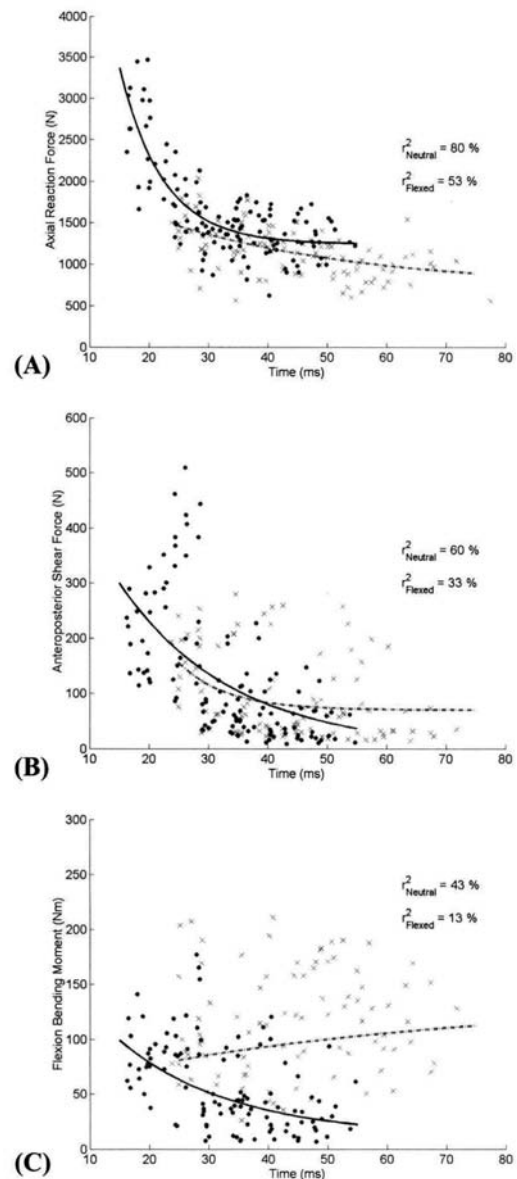 4000
3500
3000
2500
2000
1500
1000
500
0
Axial Reaction Force (N)
r²Neutral = 80 %
r²Flexed = 53 %
10 20 30 40 50 60 70 80
Time (ms)
(A)
600
500
400
300
200
100
0
Anteroposterior Shear Force (N)
r²Neutral = 60 %
r²Flexed = 33 %
10 20 30 40 50 60 70 80
Time (ms)
(B)
300
250
200
150
100
50
0
Flexion Bending Moment (Nm)
r²Neutral = 43 %
r²Flexed = 13 %
10 20 30 40 50 60 70 80
Time (ms)
(C)